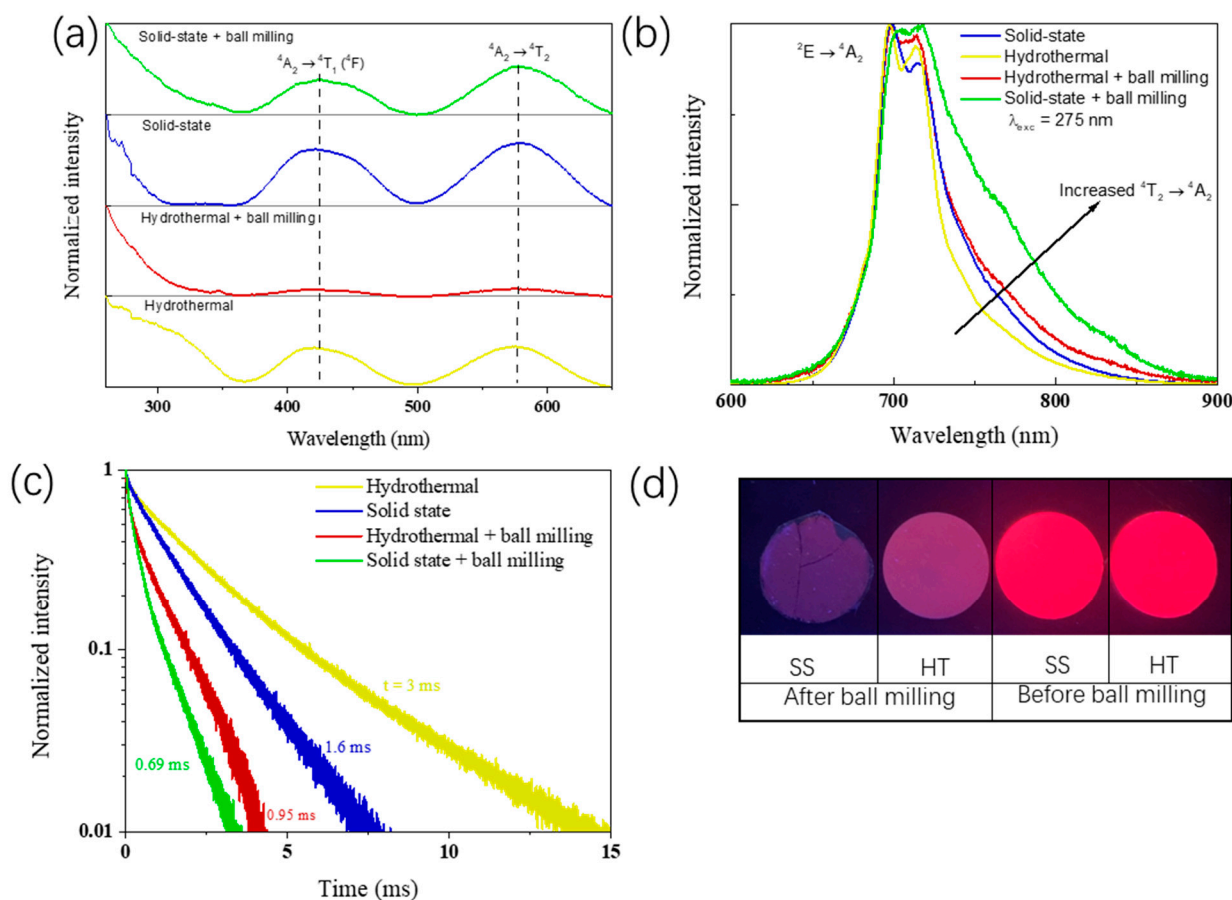 (a)
Solid-state + ball milling
⁴A₂→⁴T₁ (⁴F)
⁴A₂→⁴T₂
Solid-state
Hydrothermal + ball milling
Hydrothermal
Normalized intensity
300 400 500 600
Wavelength (nm)
(b)
²E→⁴A₂
Solid-state
Hydrothermal
Hydrothermal + ball milling
Solid-state + ball milling
λexc = 275 nm
Increased ⁴T₂→⁴A₂
Normalized intensity
600 700 800 900
Wavelength (nm)
(c)
1
0.1
0.01
Hydrothermal
Solid state
Hydrothermal + ball milling
Solid state + ball milling
t = 3 ms
1.6 ms
0.69 ms
0.95 ms
Normalized intensity
0 5 10 15
Time (ms)
(d)
SS HT SS HT
After ball milling Before ball milling